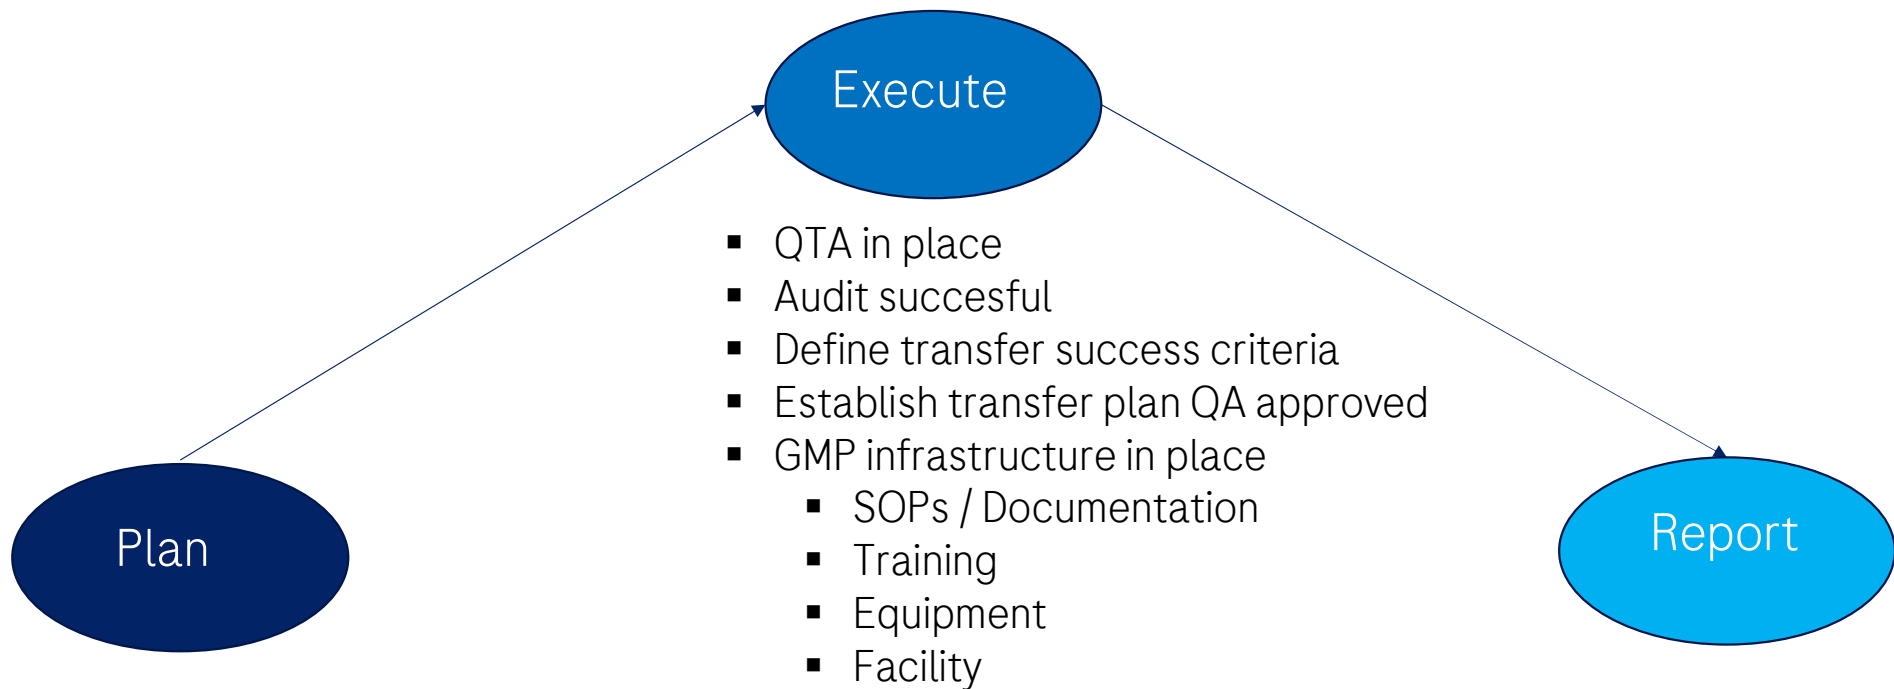 Execute
▪ QTA in place
▪ Audit succesful
▪ Define transfer success criteria
▪ Establish transfer plan QA approved
▪ GMP infrastructure in place
▪ SOPs / Documentation
▪ Training
▪ Equipment
▪ Facility
Plan
Report